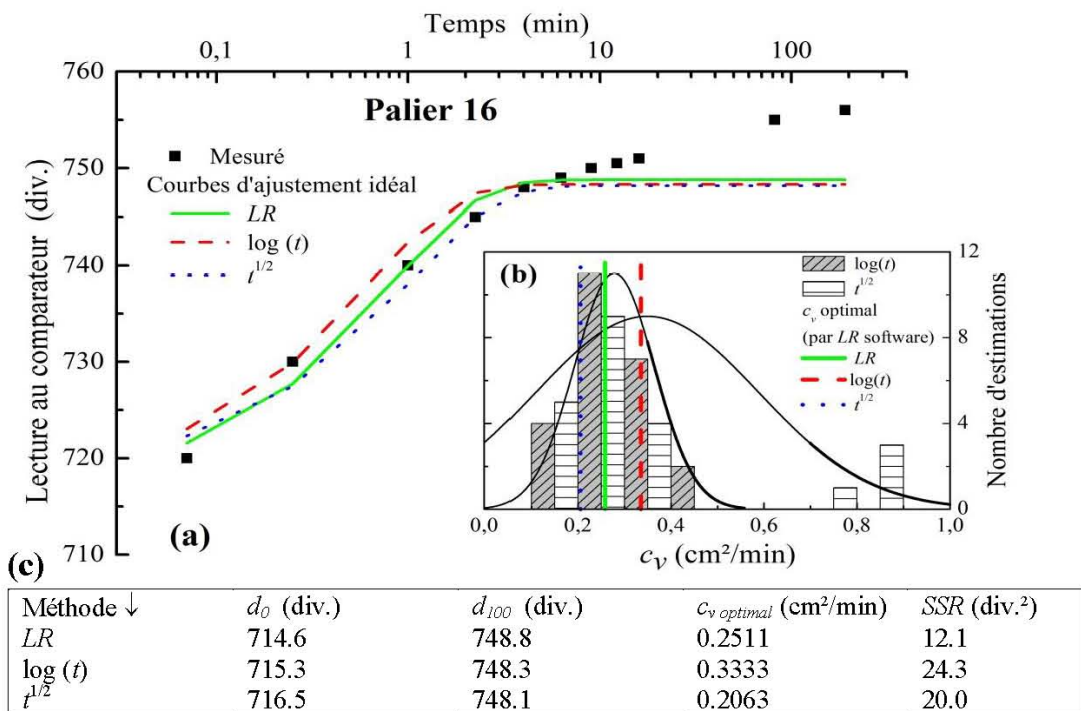 Temps (min)
0,1 1 10 100
760
750
740
730
720
710
Lecture au comparateur (div.)
Palier 16
Mesuré
Courbes d'ajustement idéal
LR
log (t)
t^{1/2}
(a)
(b)
log(t)
t^{1/2}
c_v optimal
(par LR software)
LR
log(t)
t^{1/2}
12
8
4
0
Nombre d'estimations
0,0 0,2 0,4 0,6 0,8 1,0
c_v (cm²/min)
(c)
Méthode ↓ d_0 (div.) d_{100} (div.) c_{v optimal} (cm²/min) SSR (div.²)
LR 714.6 748.8 0.2511 12.1
log (t) 715.3 748.3 0.3333 24.3
t^{1/2} 716.5 748.1 0.2063 20.0